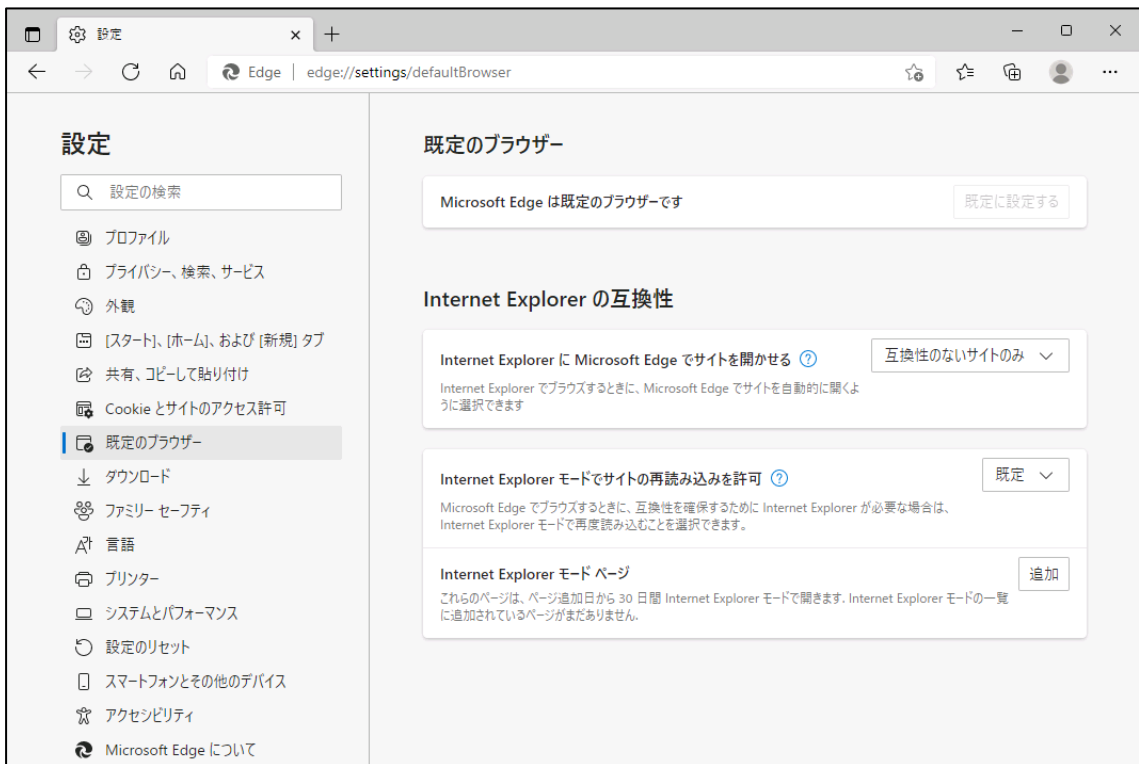 設定
Edge | edge://settings/defaultBrowser
設定
設定の検索
プロファイル
プライバシー、検索、サービス
外観
[スタート]、[ホーム]、および [新規] タブ
共有、コピーして貼り付け
Cookie とサイトのアクセス許可
既定のブラウザー
ダウンロード
ファミリー セーフティ
言語
プリンター
システムとパフォーマンス
設定のリセット
スマートフォンとその他のデバイス
アクセシビリティ
Microsoft Edge について
既定のブラウザー
Microsoft Edge は既定のブラウザーです
既定に設定する
Internet Explorer の互換性
Internet Explorer に Microsoft Edge でサイトを開かせる
互換性のないサイトのみ
Internet Explorer でブラウズするときに、Microsoft Edge でサイトを自動的に開くよ
うに選択できます
Internet Explorer モードでサイトの再読み込みを許可
既定
Microsoft Edge でブラウズするときに、互換性を確保するために Internet Explorer が必要な場合は、
Internet Explorer モードで再度読み込むことを選択できます。
Internet Explorer モード ページ
追加
これらのページは、ページ追加日から 30 日間 Internet Explorer モードで開きます. Internet Explorer モードの一覧
に追加されているページがまだありません.